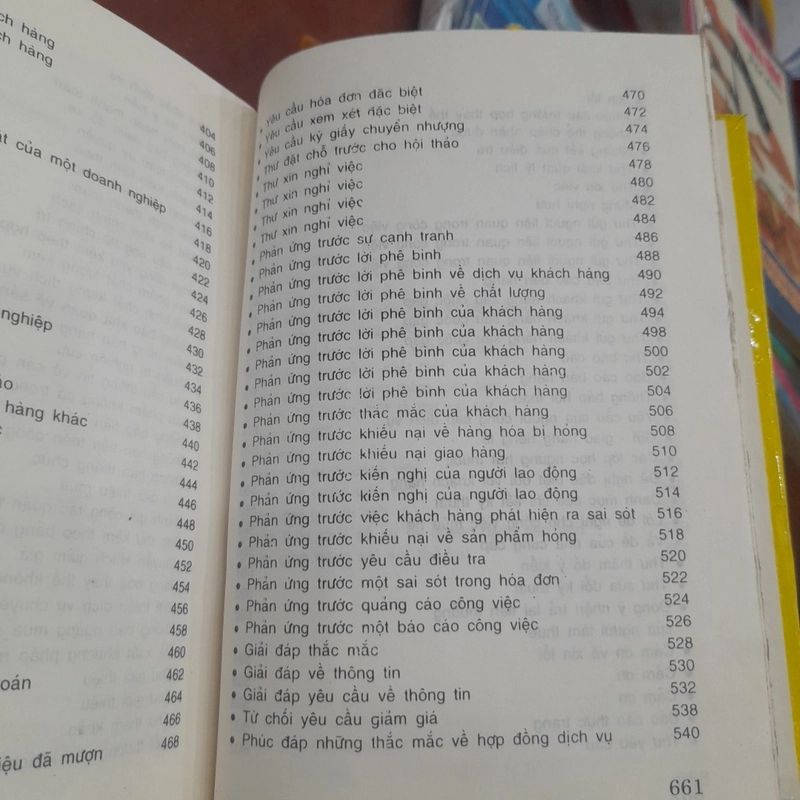 ch hàng
ch hàng
404
406
408
410
t của một doanh nghiệp 412
414
416
418
420
422
424
426
nghiệp 428
430
432
434
áo 436
hàng khác 438
440
442
444
446
448
450
452
454
456
458
460
oán 462
464
466
iệu đã mượn 468
• Yêu cầu hóa đơn đặc biệt 470
• Yêu cầu xem xét đặc biệt 472
• Yêu cầu ký giấy chuyển nhượng 474
• Thư đặt chỗ trước cho hội thảo 476
• Thư xin nghỉ việc 478
• Thư xin nghỉ việc 480
• Thư xin nghỉ việc 482
• Thư xin nghỉ việc 484
• Phản ứng trước sự cạnh tranh 486
• Phản ứng trước lời phê bình 488
• Phản ứng trước lời phê bình về dịch vụ khách hàng 490
• Phản ứng trước lời phê bình về chất lượng 492
• Phản ứng trước lời phê bình của khách hàng 494
• Phản ứng trước lời phê bình của khách hàng 498
• Phản ứng trước lời phê bình của khách hàng 500
• Phản ứng trước lời phê bình của khách hàng 502
• Phản ứng trước lời phê bình của khách hàng 504
• Phản ứng trước thắc mắc của khách hàng 506
• Phản ứng trước khiếu nại về hàng hóa bị hỏng 508
• Phản ứng trước khiếu nại giao hàng 510
• Phản ứng trước kiến nghị của người lao động 512
• Phản ứng trước kiến nghị của người lao động 514
• Phản ứng trước việc khách hàng phát hiện ra sai sót 516
• Phản ứng trước khiếu nại về sản phẩm hỏng 518
• Phản ứng trước yêu cầu điều tra 520
• Phản ứng trước một sai sót trong hóa đơn 522
• Phản ứng trước quảng cáo công việc 524
• Phản ứng trước một báo cáo công việc 526
• Giải đáp thắc mắc 528
• Giải đáp về thông tin 530
• Giải đáp yêu cầu về thông tin 532
• Từ chối yêu cầu giảm giá 538
• Phúc đáp những thắc mắc về hợp đồng dịch vụ 540
661